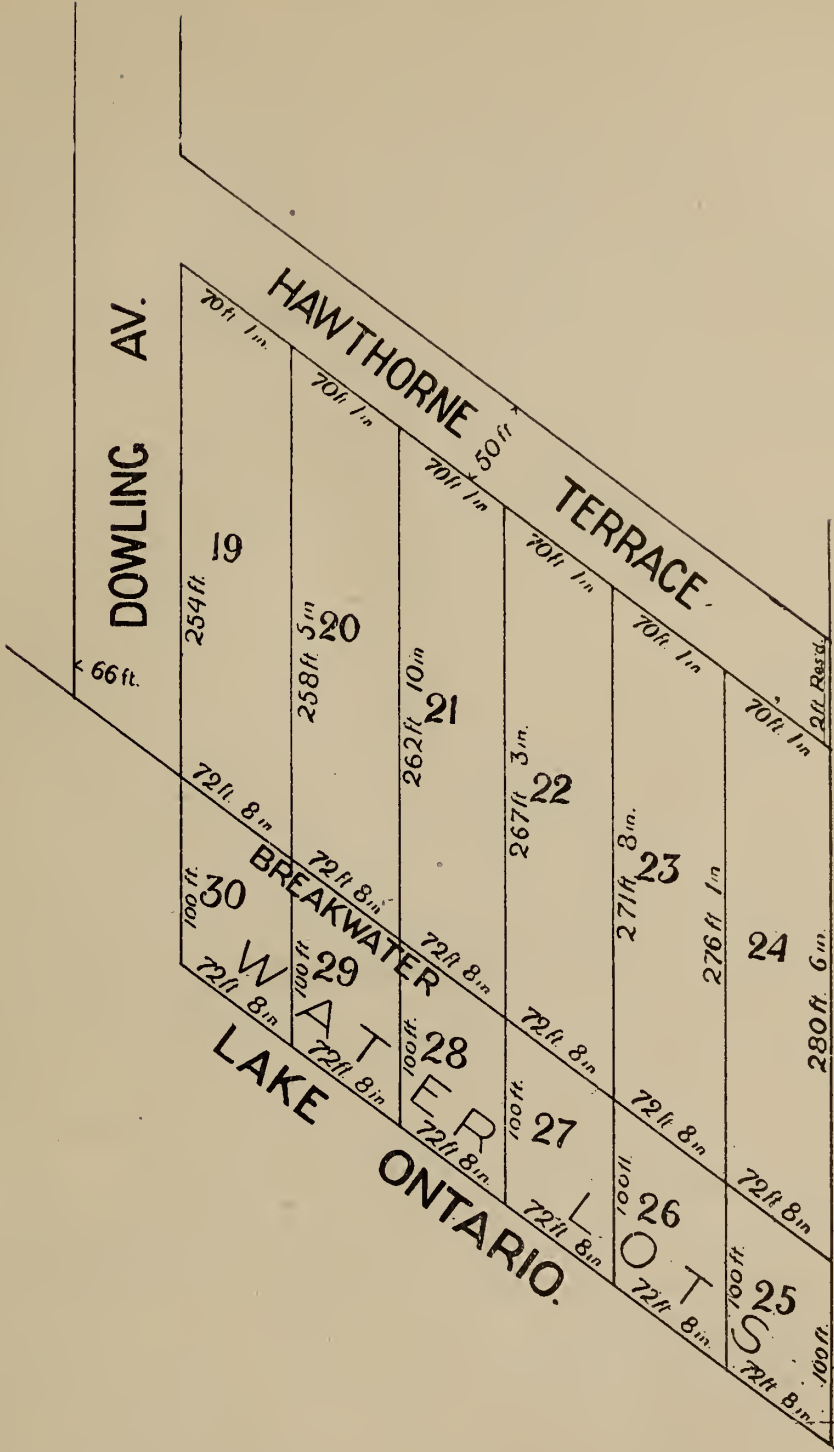 DOWLING AV.
66 ft.
HAWTHORNE TERRACE
50 ft
70 ft 1 in.
70 ft 1 in
70 ft 1 in
70 ft 1 in
70 ft. 1 in
70 ft. 1 in
2 ft Resd.
19
254 ft.
20
258 ft. 5 in
21
262 ft 10 in
22
267 ft 3 in.
23
271 ft 8 in.
24
276 ft 1 in
280 ft. 6 in.
72 ft. 8 in
72 ft 8 in
72 ft 8 in
72 ft. 8 in
72 ft 8 in
72 ft 8 in
BREAKWATER
30
100 ft.
29
100 ft.
28
100 ft.
27
100 ft.
26
100 ft.
25
100 ft.
100 ft.
WATER LOTS
72 ft 8 in
72 ft. 8 in
72 ft 8 in.
72 ft 8 in
72 ft 8 in.
72 ft 8 in.
LAKE ONTARIO.